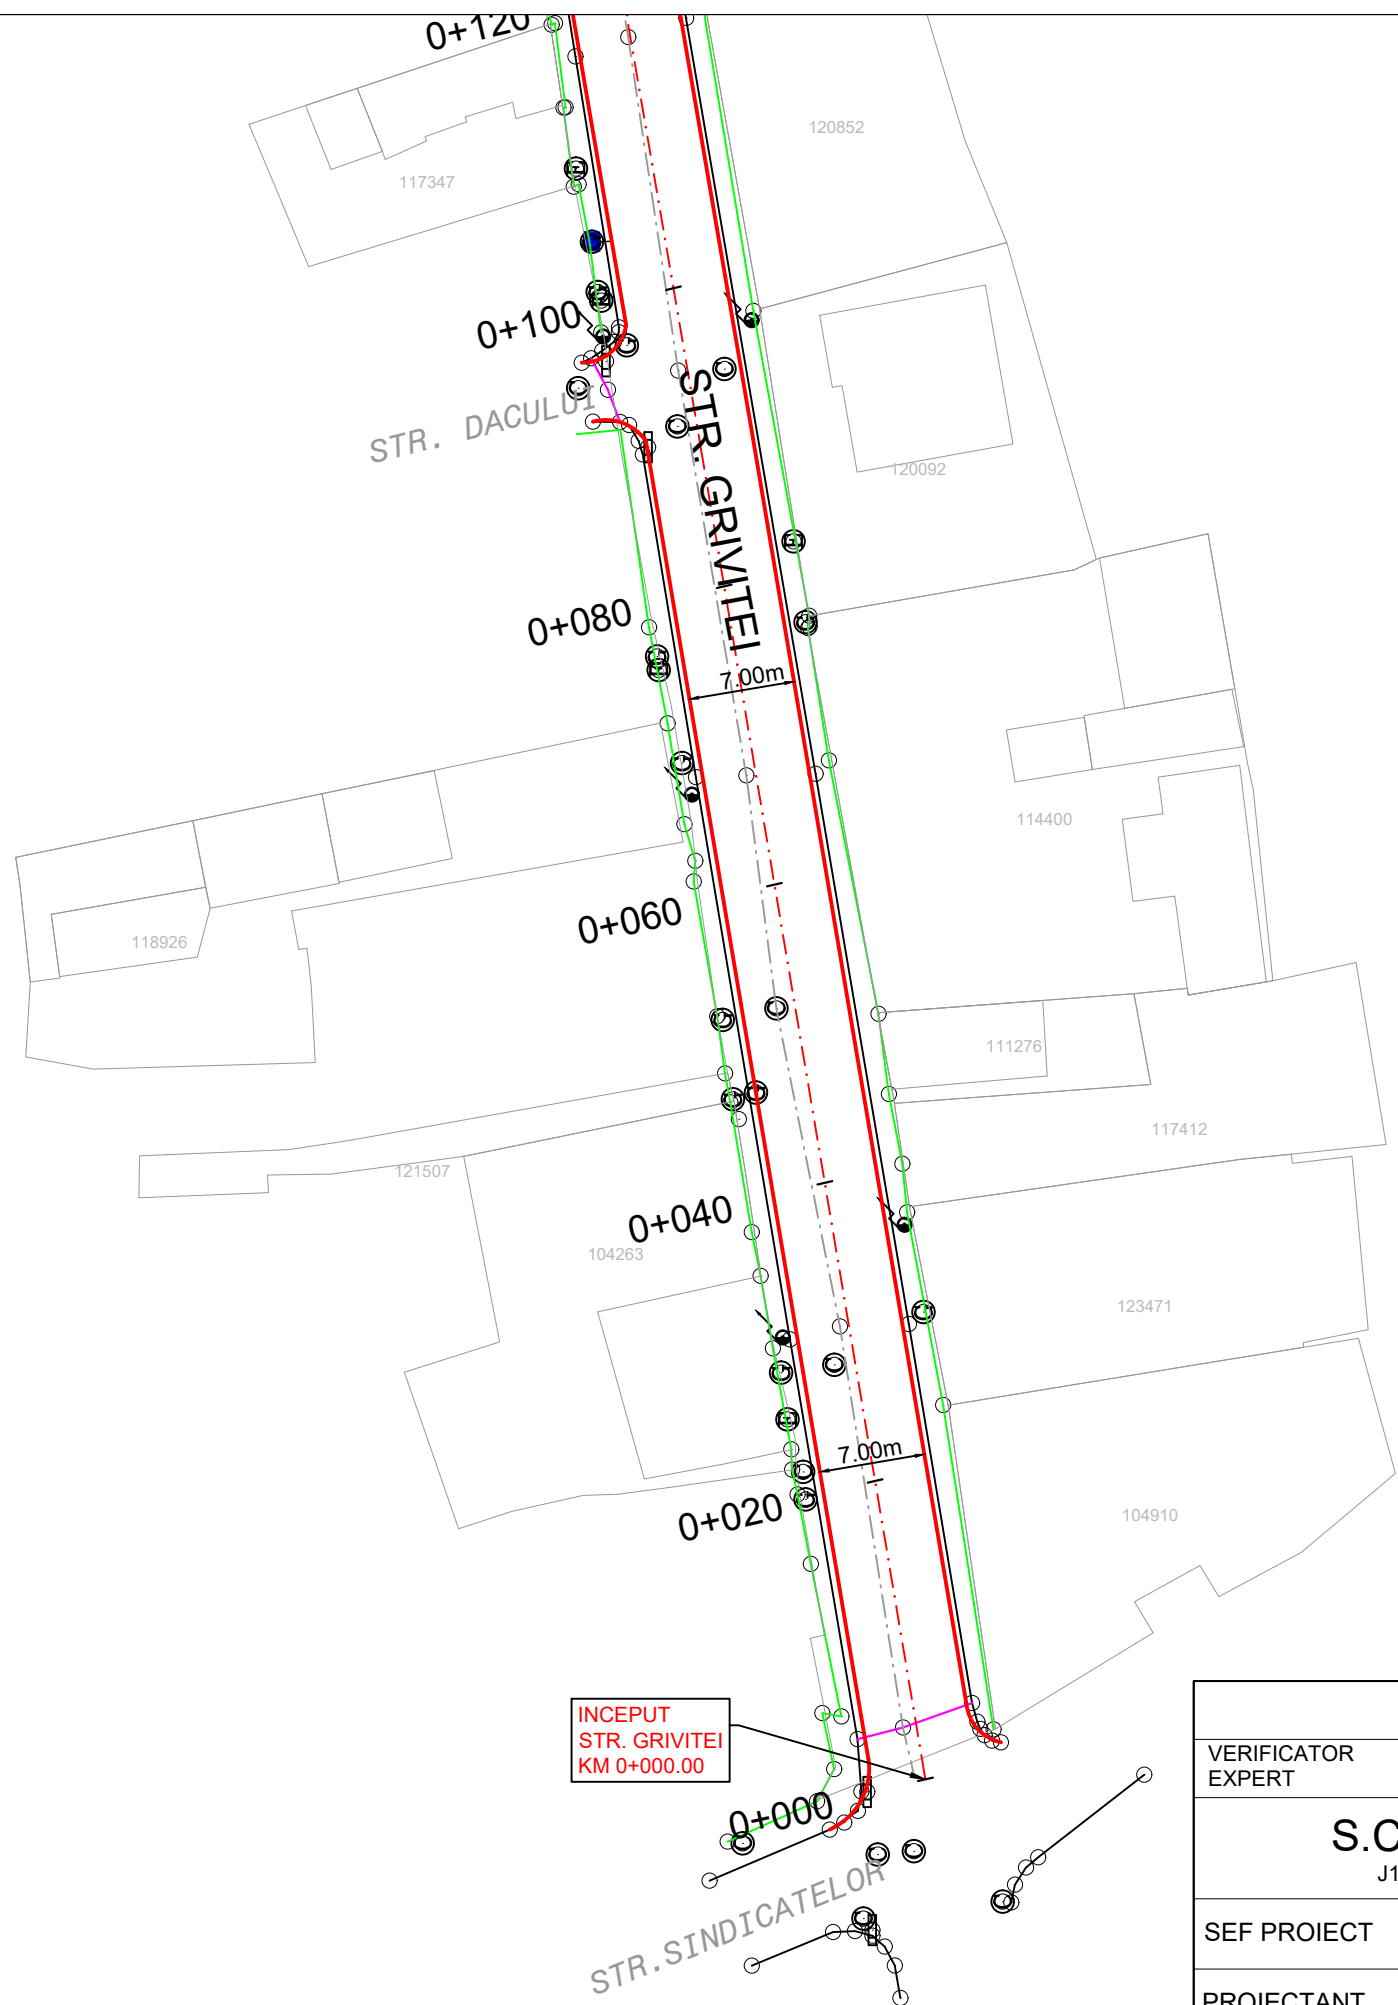 0+120
120852
117347
0+100
STR. DACULUI
STR. GRIVITEI
120092
0+080
7.00m
114400
0+060
118926
111276
117412
121507
0+040
104263
123471
7.00m
0+020
104910
INCEPUT
STR. GRIVITEI
KM 0+000.00
0+000
STR.SINDICATELOR
VERIFICATOR
EXPERT
S.C
J1
SEF PROIECT
PROIECTANT